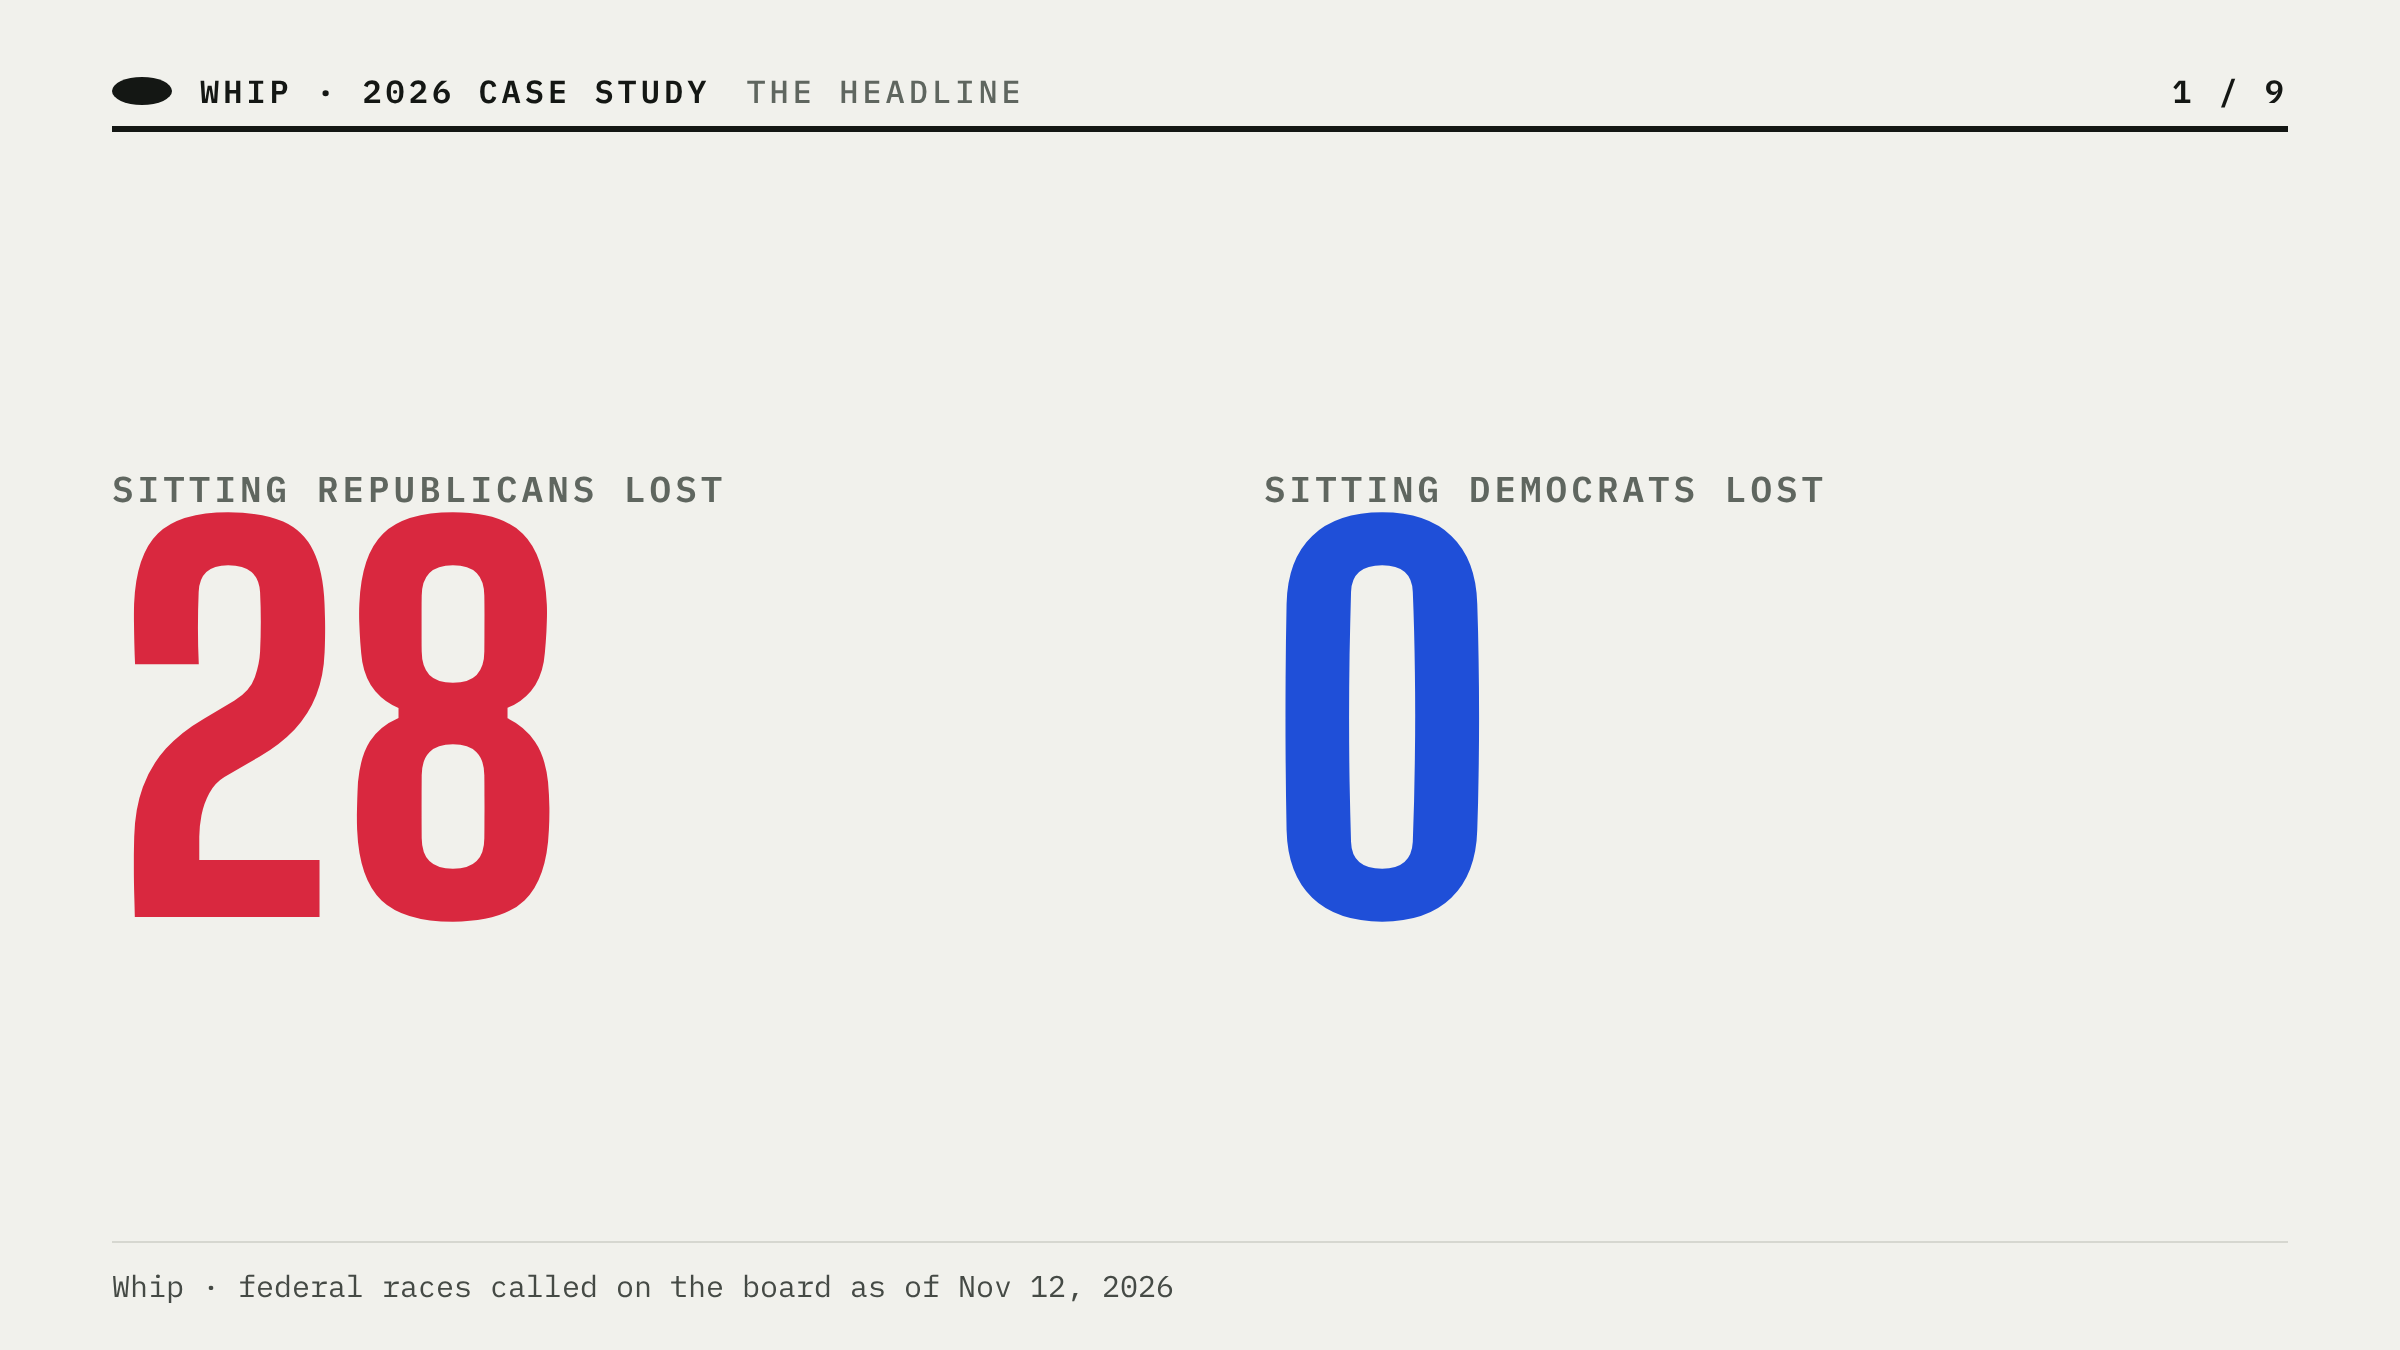 WHIP · 2026 CASE STUDY THE HEADLINE
1 / 9
SITTING REPUBLICANS LOST
28
SITTING DEMOCRATS LOST
0
Whip · federal races called on the board as of Nov 12, 2026